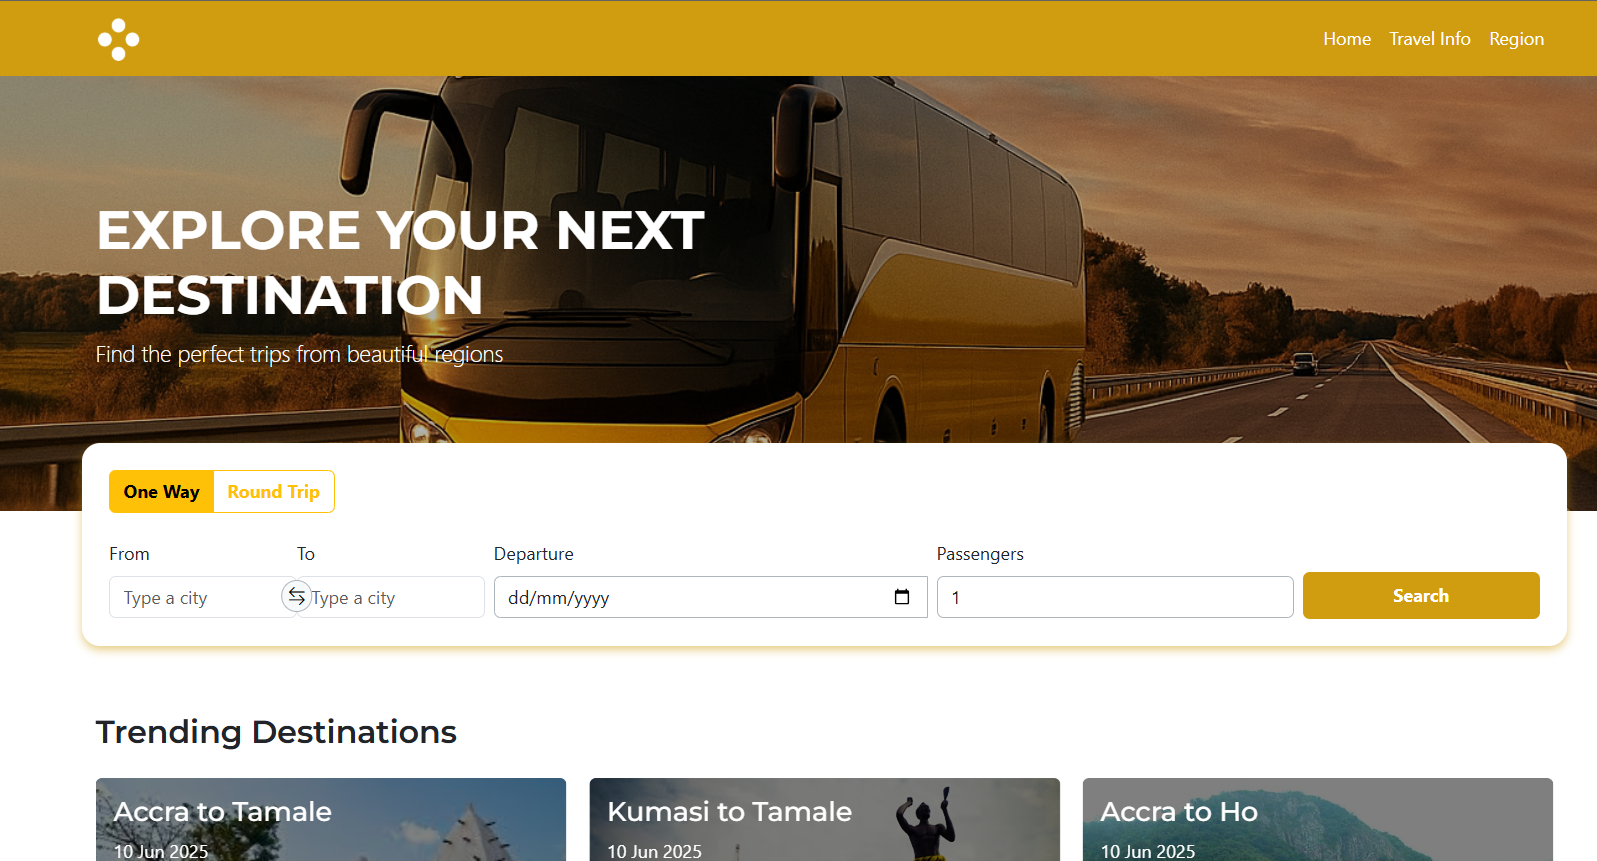 Home Travel Info Region
EXPLORE YOUR NEXT
DESTINATION
Find the perfect trips from beautiful regions
One Way Round Trip
From To Departure Passengers
Type a city Type a city dd/mm/yyyy 1 Search
Trending Destinations
Accra to Tamale Kumasi to Tamale Accra to Ho
10 Jun 2025 10 Jun 2025 10 Jun 2025